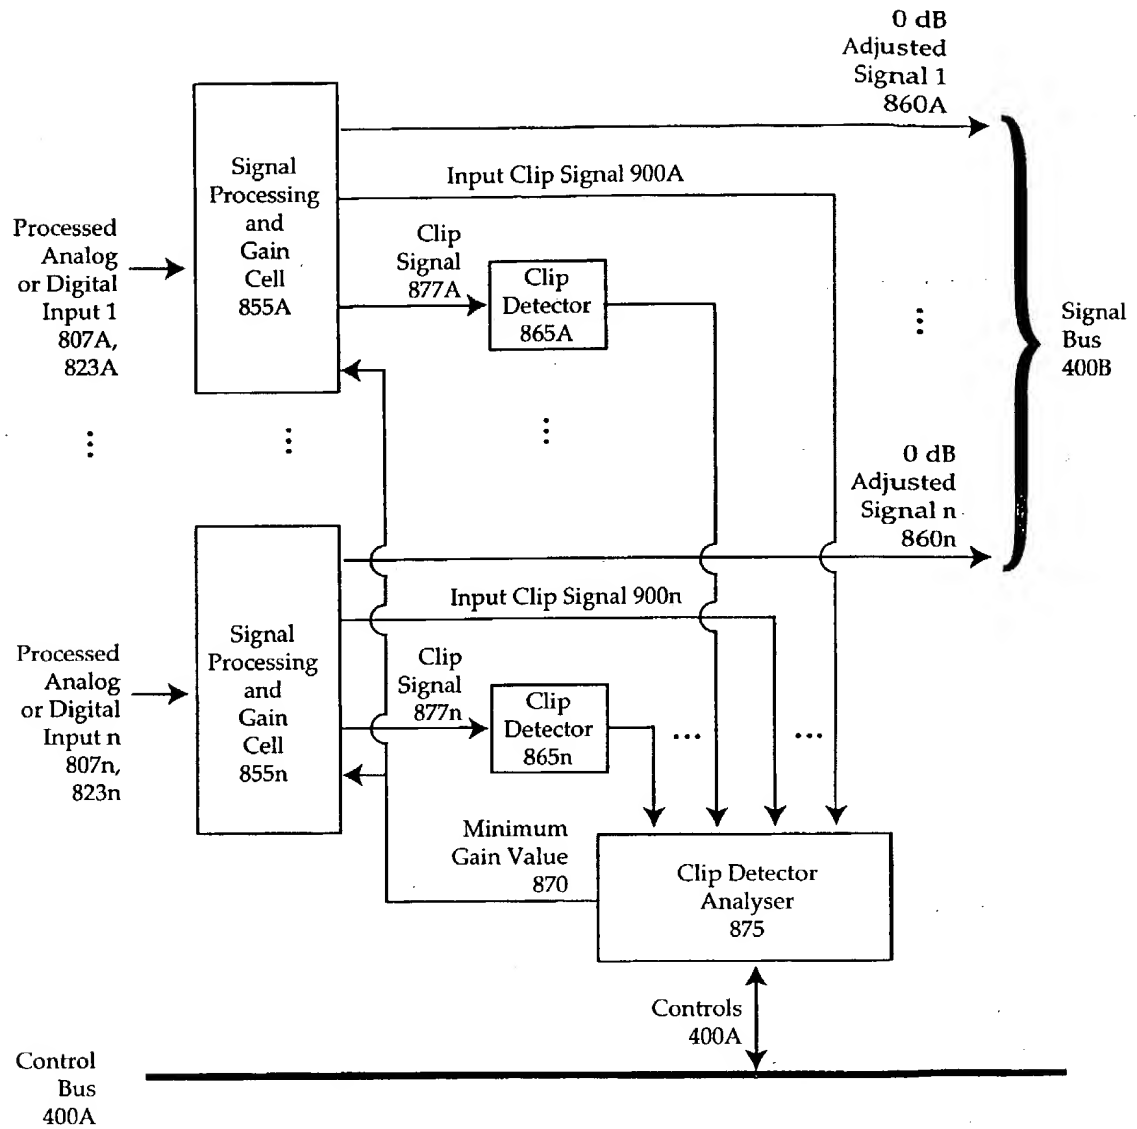 0 dB
Adjusted
Signal 1
860A
Signal
Processing
and
Gain
Cell
855A
Input Clip Signal 900A
Processed
Analog
or Digital
Input 1
807A,
823A
Clip
Signal
877A
Clip
Detector
865A
Signal
Bus
400B
0 dB
Adjusted
Signal n
860n
Signal
Processing
and
Gain
Cell
855n
Input Clip Signal 900n
Processed
Analog
or Digital
Input n
807n,
823n
Clip
Signal
877n
Clip
Detector
865n
Minimum
Gain Value
870
Clip Detector
Analyser
875
Controls
400A
Control
Bus
400A